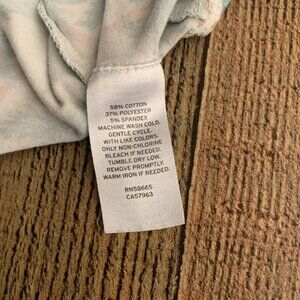 58% COTTON
37% POLYESTER
5% SPANDEX
MACHINE WASH COLD.
GENTLE CYCLE.
WITH LIKE COLORS.
ONLY NON-CHLORINE
BLEACH IF NEEDED.
TUMBLE DRY LOW.
REMOVE PROMPTLY.
WARM IRON IF NEEDED.
RN58665
CA57963